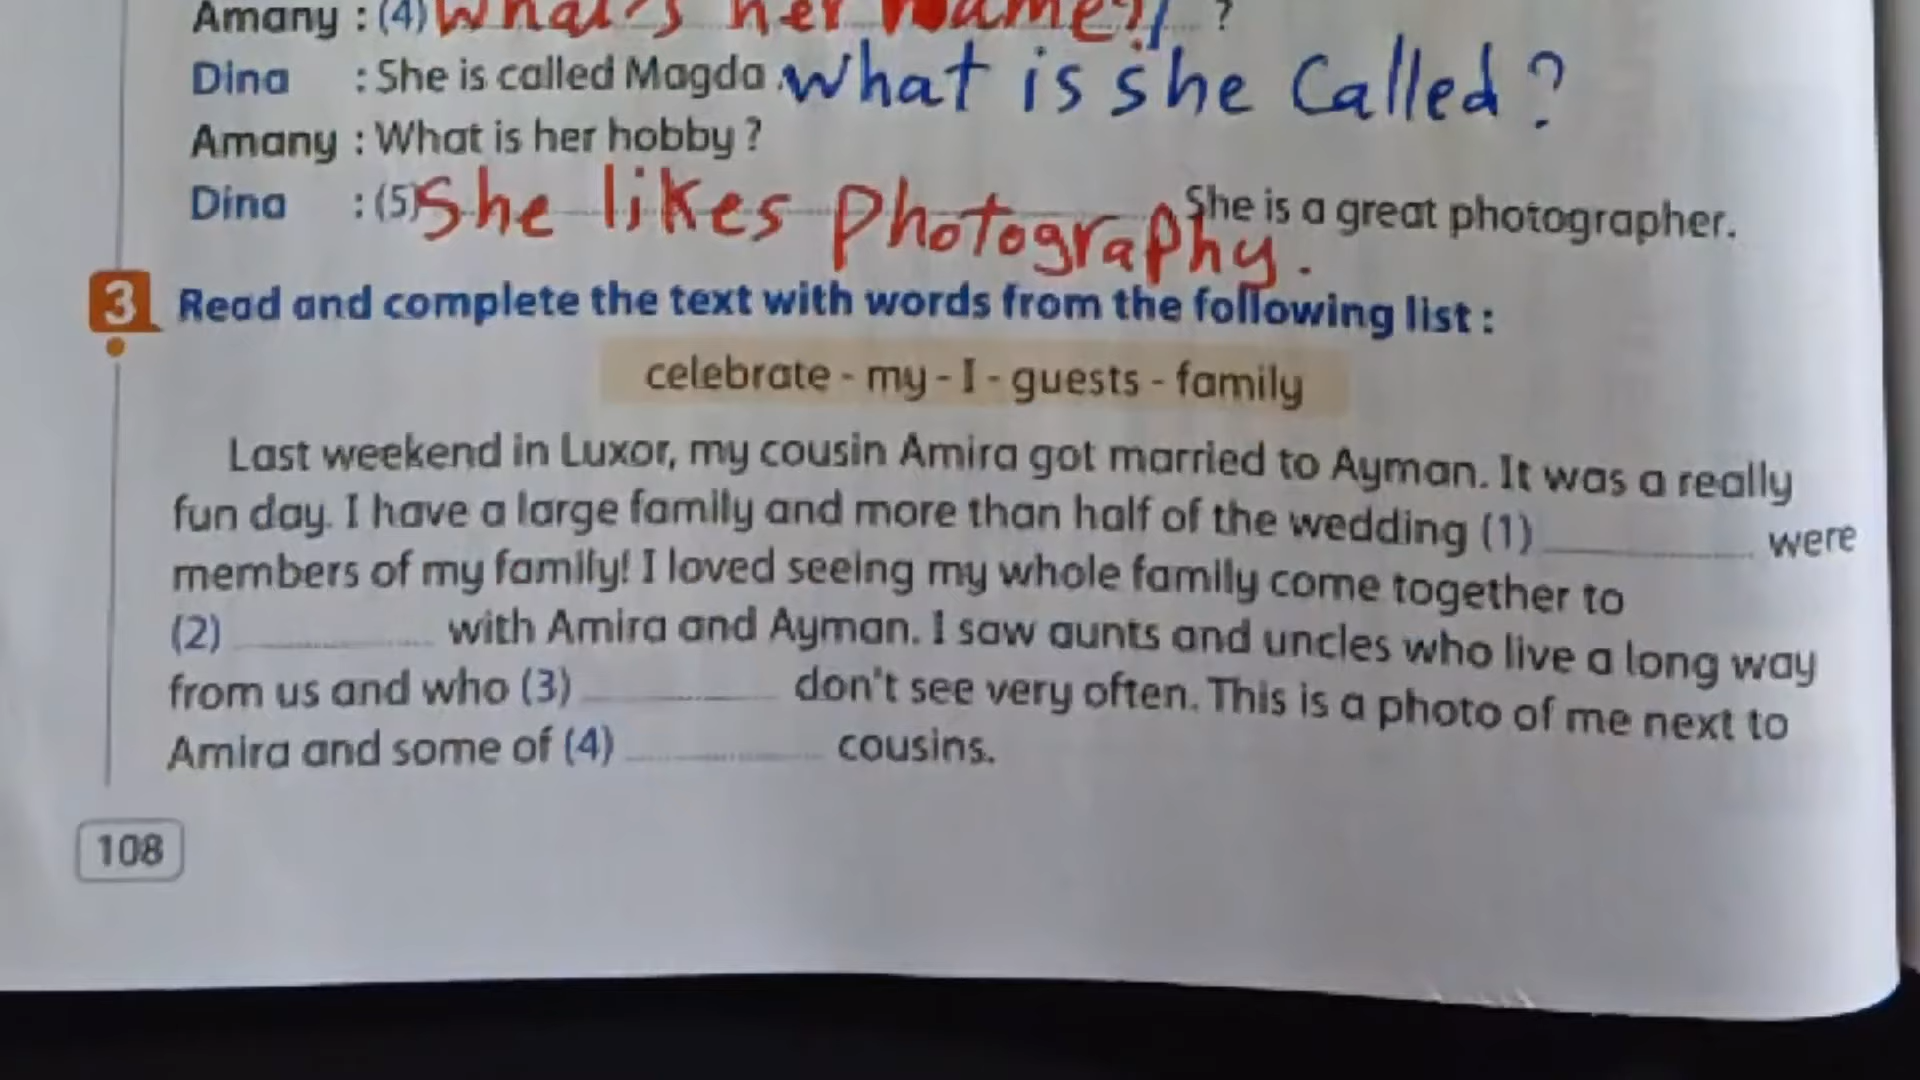 Amany : (4) What's her name? ?
Dina : She is called Magda. What is she Called?
Amany : What is her hobby ?
Dina : (5) She likes Photography. She is a great photographer.
3 Read and complete the text with words from the following list :
celebrate - my - I - guests - family
Last weekend in Luxor, my cousin Amira got married to Ayman. It was a really
fun day. I have a large family and more than half of the wedding (1) were
members of my family! I loved seeing my whole family come together to
(2) with Amira and Ayman. I saw aunts and uncles who live a long way
from us and who (3) don't see very often. This is a photo of me next to
Amira and some of (4) cousins.
108